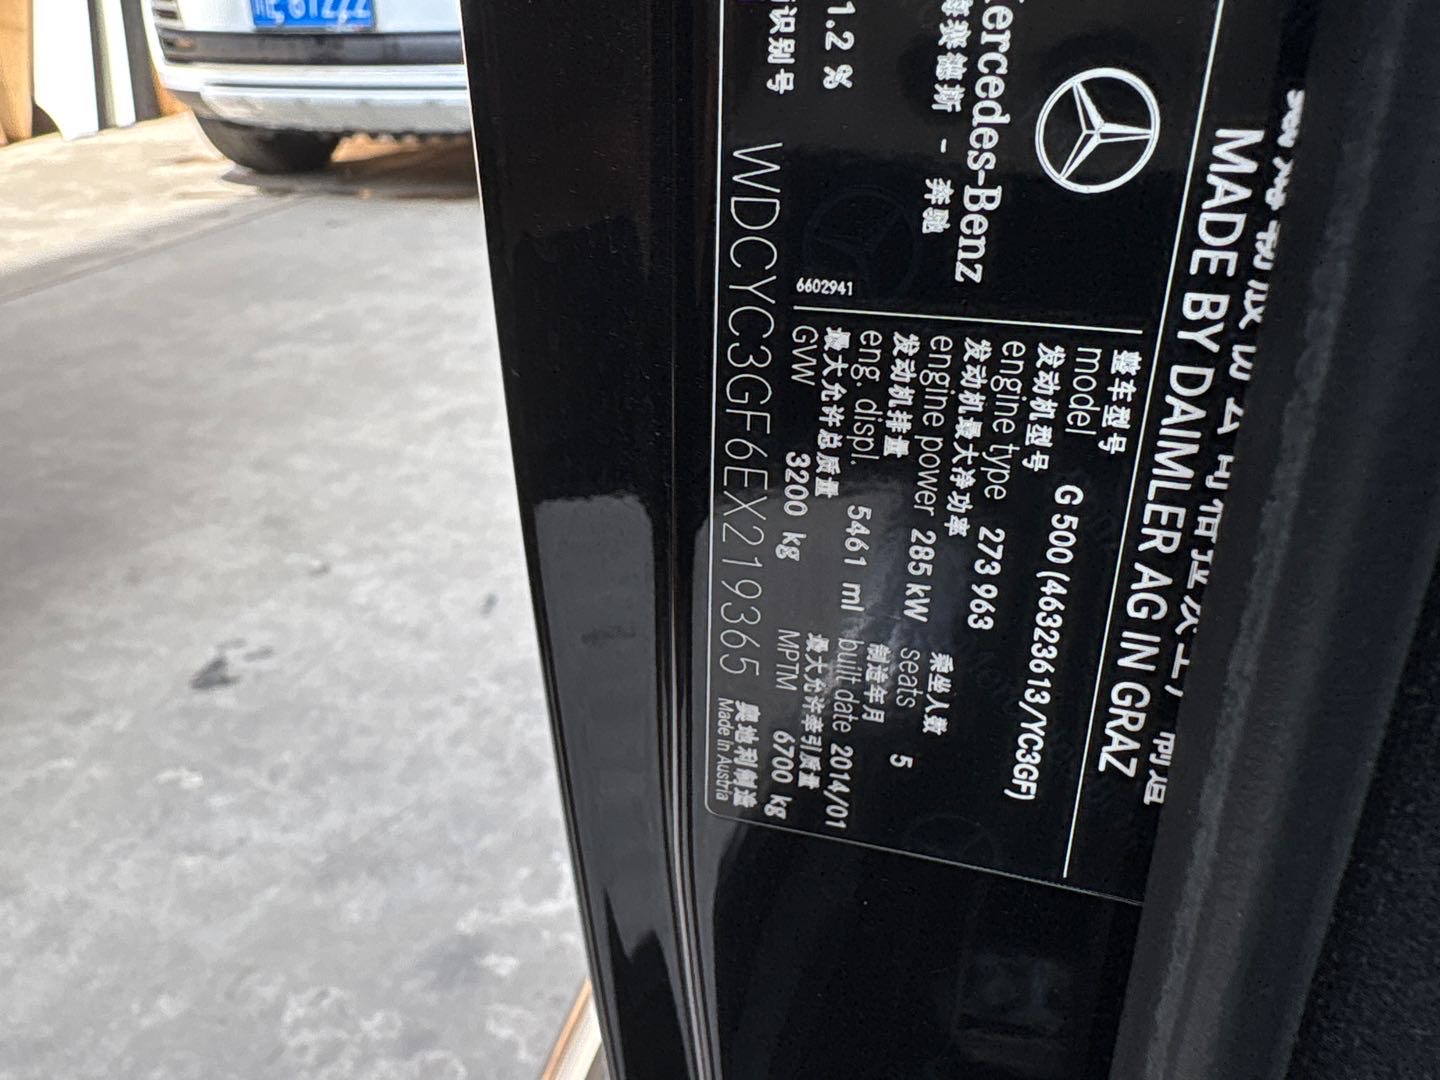 MADE BY DAIMLER AG IN GRAZ
Mercedes-Benz
赛德斯 - 奔驰
整车型号
model G 500 (46323613/YC3GF)
发动机型号
engine type 273 963
发动机最大净功率 乘坐人数
engine power 285 kW seats 5
发动机排量 制造年月
eng. displ. 5461 ml built date 2014/01
最大允许总质量 最大允许牵引质量
GVW 3200 kg MPTM 6700 kg
6602941
1.2 %
识别号
WDCYC3GF6EX219365
奥地利制造
Made In Austria